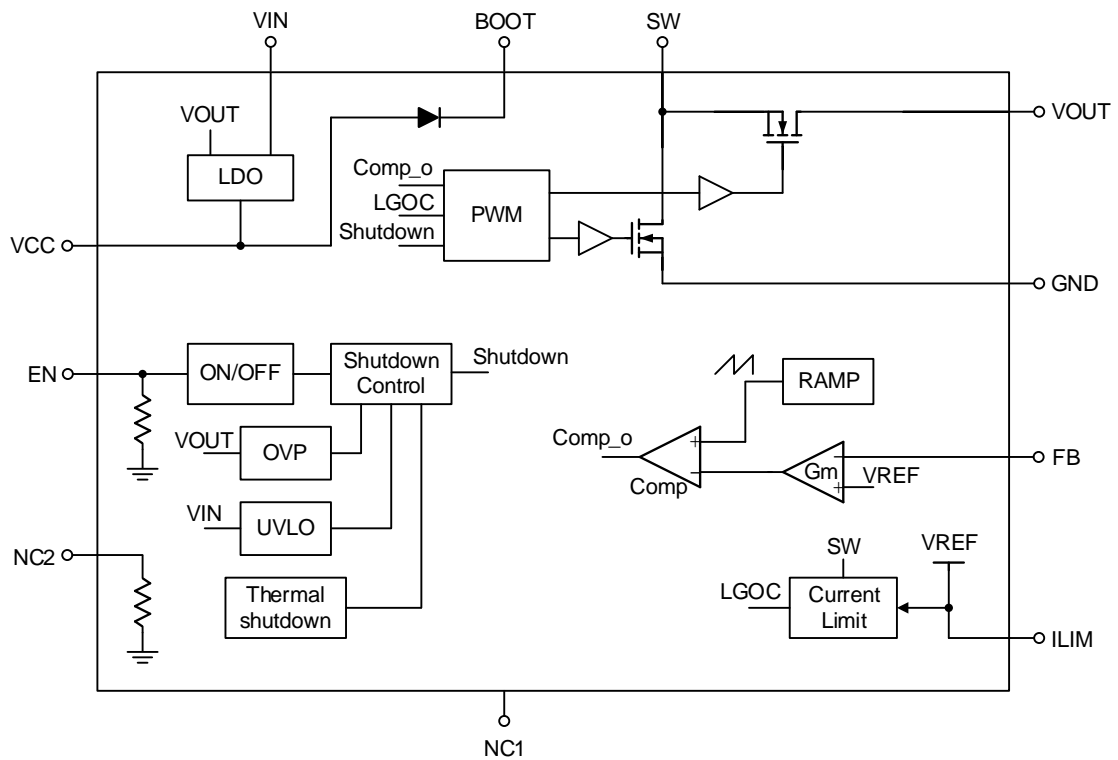 VIN
BOOT
SW
VOUT
VOUT
LDO
Comp_o
LGOC
Shutdown
PWM
VCC
GND
EN
ON/OFF
Shutdown
Control
Shutdown
RAMP
VOUT
OVP
Comp_o
+
−
Comp
Gm
−
+
VREF
FB
VIN
UVLO
NC2
SW
VREF
Thermal
shutdown
LGOC
Current
Limit
ILIM
NC1